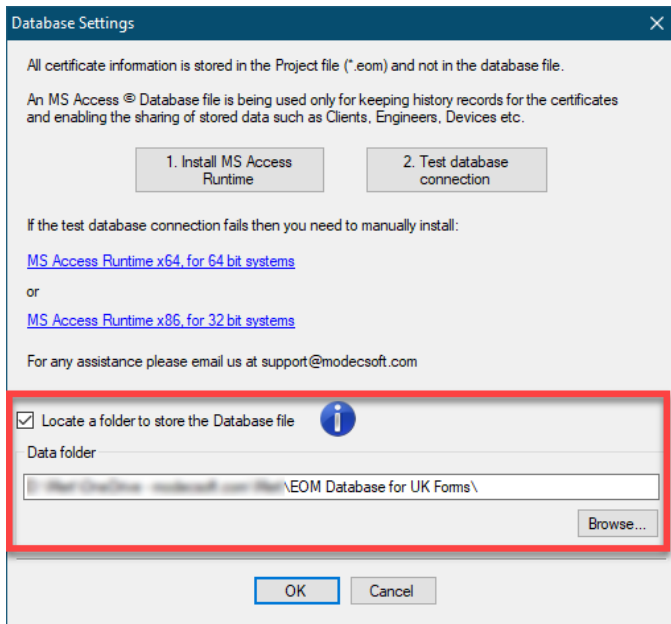 Database Settings
All certificate information is stored in the Project file (*.eom) and not in the database file.
An MS Access ® Database file is being used only for keeping history records for the certificates
and enabling the sharing of stored data such as Clients, Engineers, Devices etc.
1. Install MS Access
Runtime
2. Test database
connection
If the test database connection fails then you need to manually install:
MS Access Runtime x64, for 64 bit systems
or
MS Access Runtime x86, for 32 bit systems
For any assistance please email us at support@modecsoft.com
Locate a folder to store the Database file
Data folder
\EOM Database for UK Forms\
Browse...
OK
Cancel